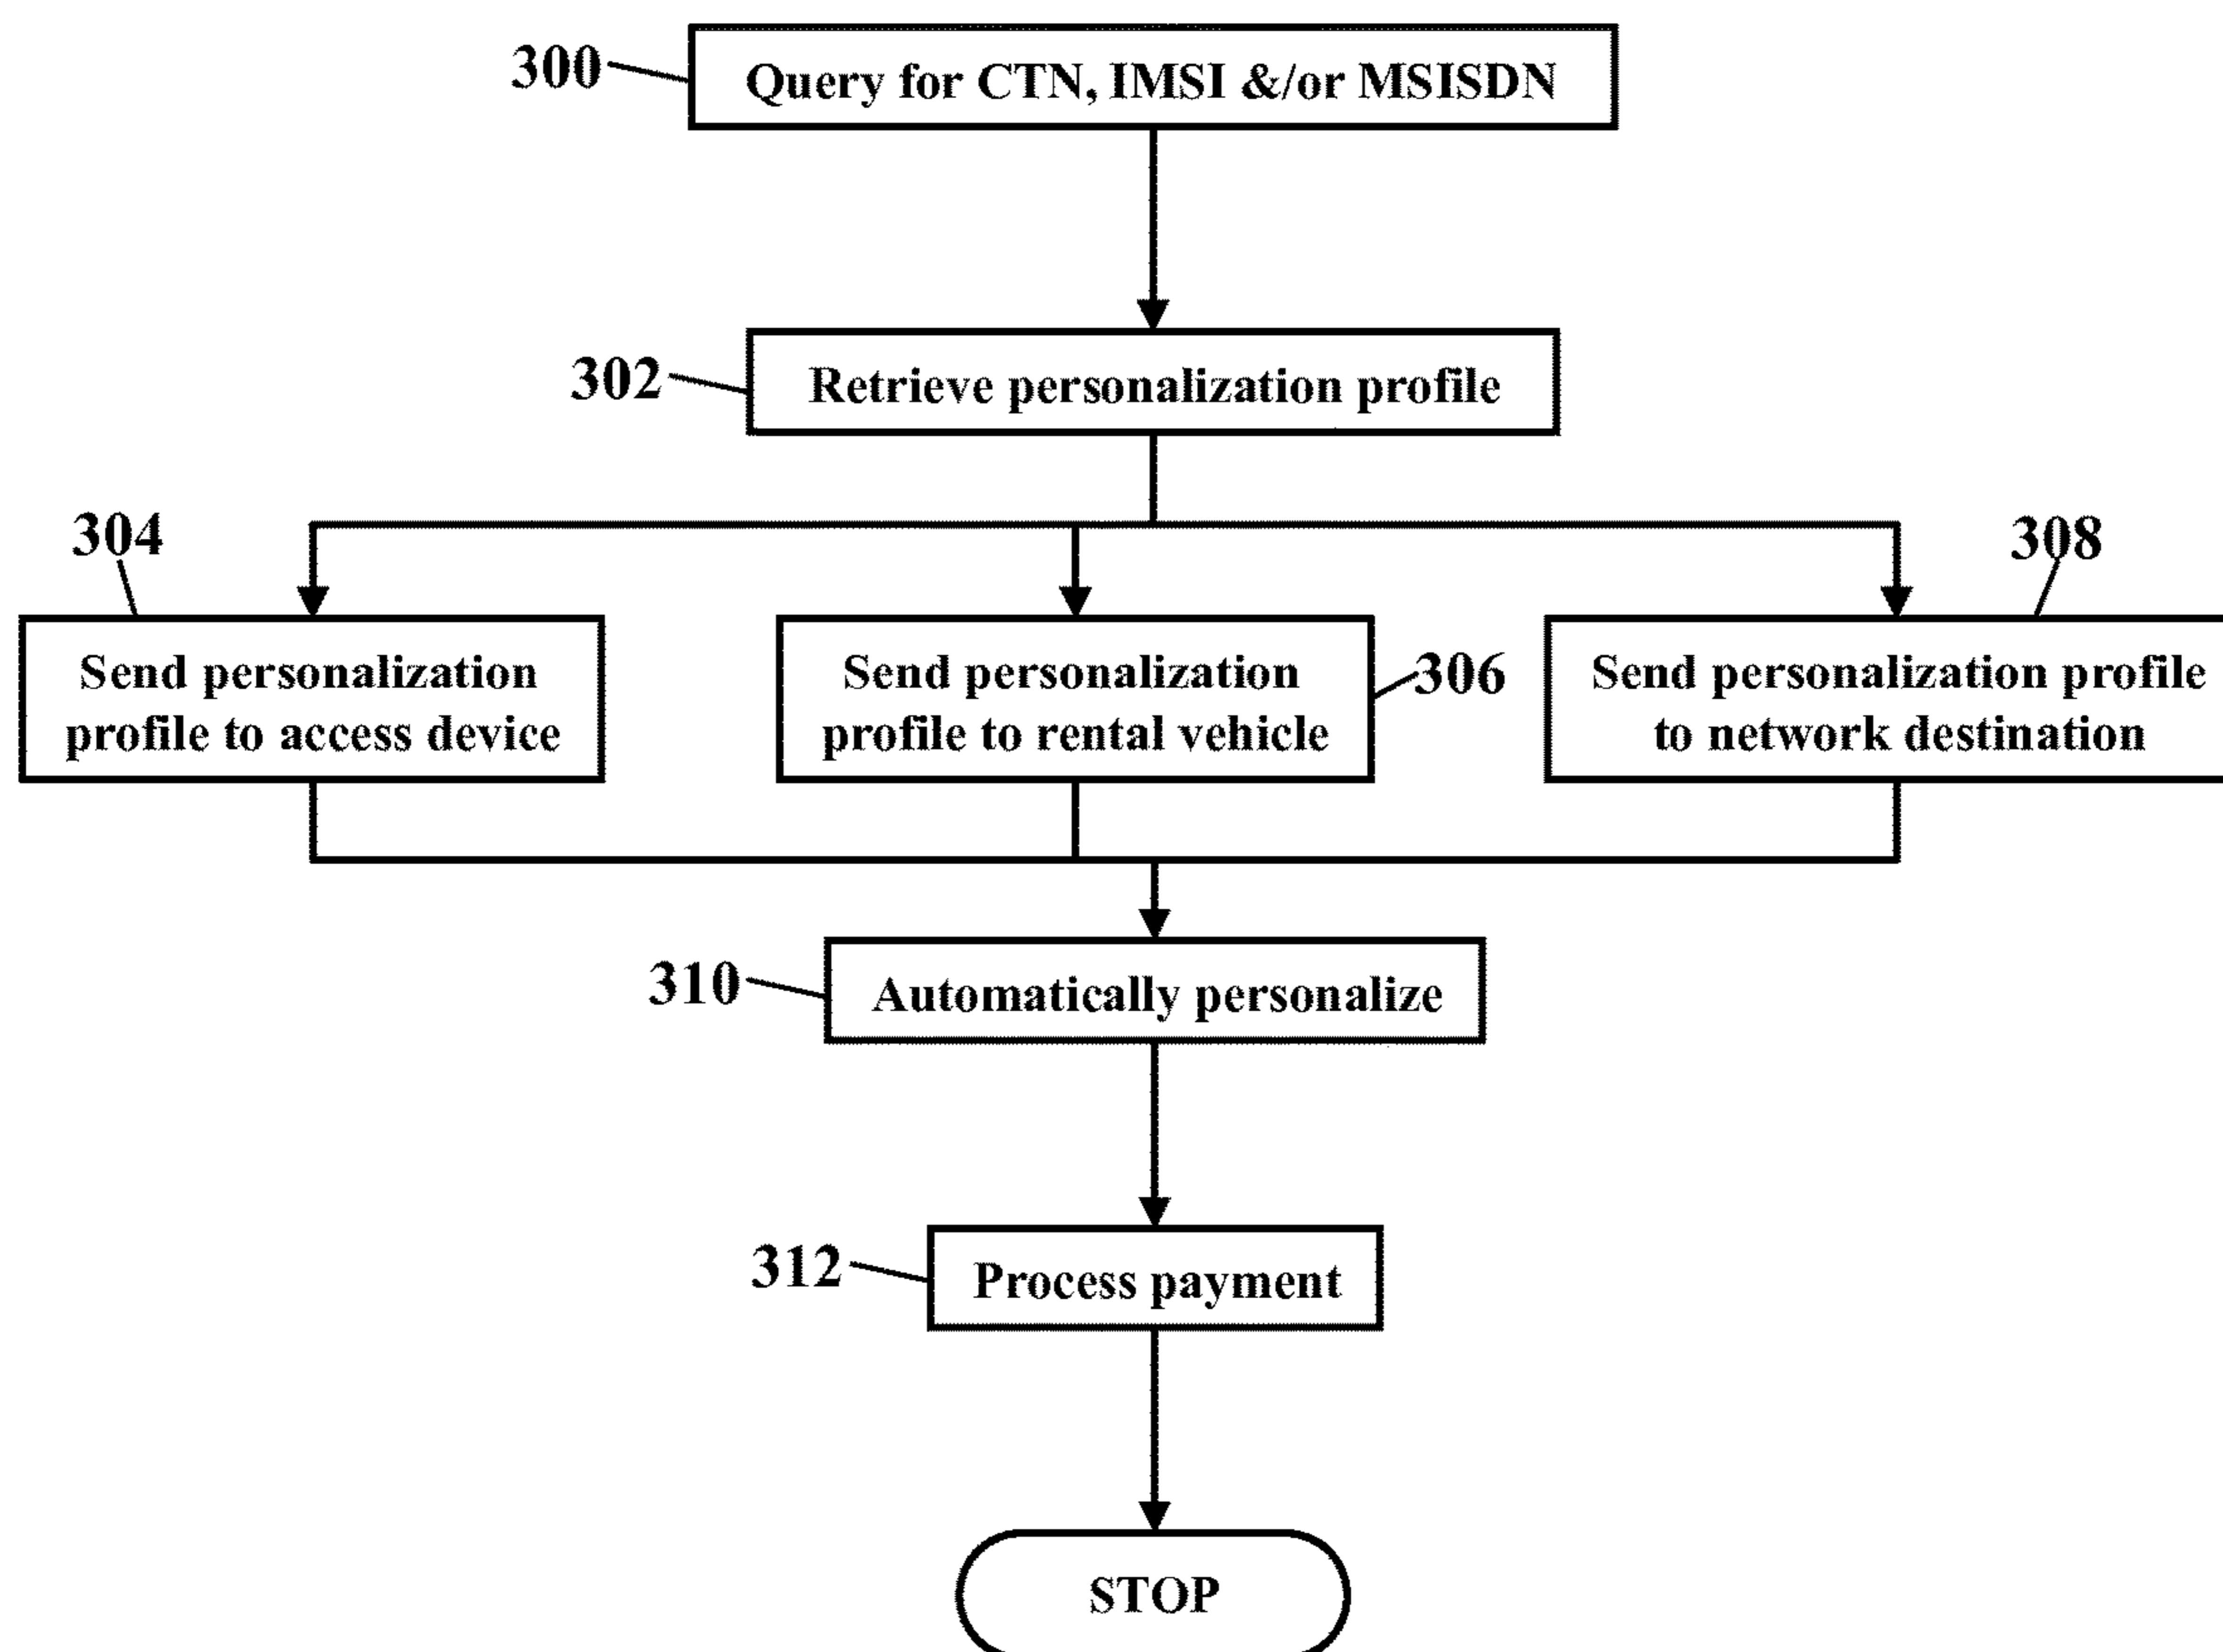 300
Query for CTN, IMSI &/or MSISDN
302
Retrieve personalization profile
304
308
Send personalization
profile to access device
Send personalization
profile to rental vehicle
306
Send personalization profile
to network destination
310
Automatically personalize
312
Process payment
STOP